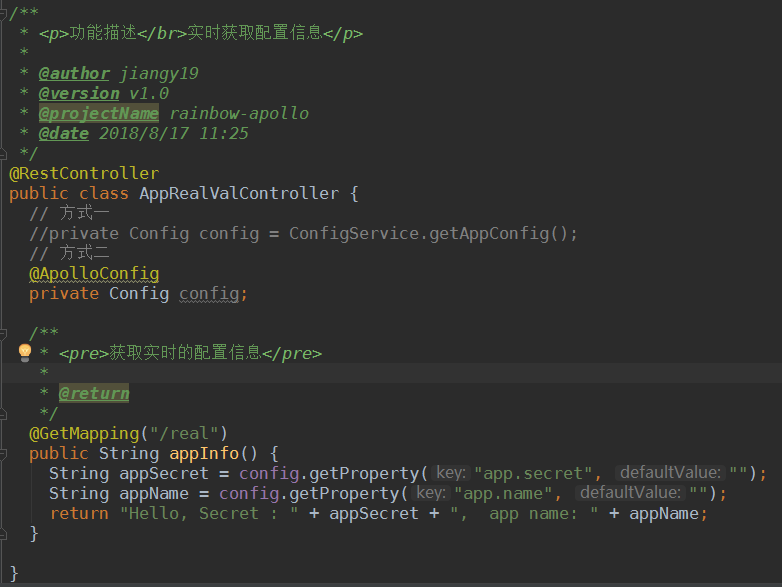 /**
* <p>功能描述</br>实时获取配置信息</p>
*
* @author jiangy19
* @version v1.0
* @projectName rainbow-apollo
* @date 2018/8/17 11:25
*/
@RestController
public class AppRealValController {
// 方式一
//private Config config = ConfigService.getAppConfig();
// 方式二
@ApolloConfig
private Config config;
/**
* <pre>获取实时的配置信息</pre>
*
* @return
*/
@GetMapping("/real")
public String appInfo() {
String appSecret = config.getProperty( key: "app.secret", defaultValue: "");
String appName = config.getProperty( key: "app.name", defaultValue: "");
return "Hello, Secret : " + appSecret + ",  app name: " + appName;
}
}